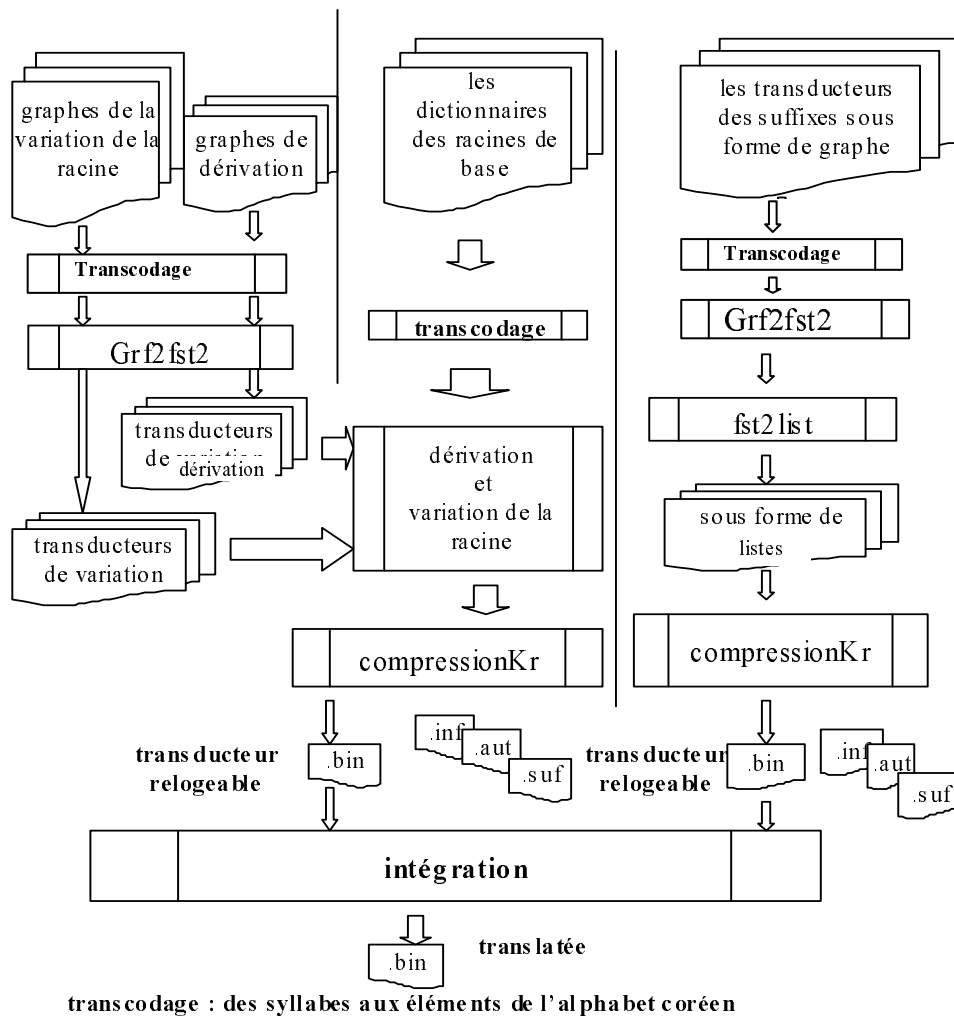 graphes de la
variation de la
racine
graphes de
dérivation
les
dictionnaires
des racines de
base
les transducteurs
des suffixes sous
forme de graphe
Transcodage
transcodage
Transcodage
Grf2fst2
Grf2fst2
fst2list
transducteurs
de variation
dérivation
dérivation
et
variation de la
racine
sous forme de
listes
transducteurs
de variation
compressionKr
compressionKr
transducteur
relogeable
.bin
.inf
.aut
.suf
transducteur
relogeable
.bin
.inf
.aut
.suf
intégration
.bin
translatée
transcodage : des syllabes aux éléments de l'alphabet coréen